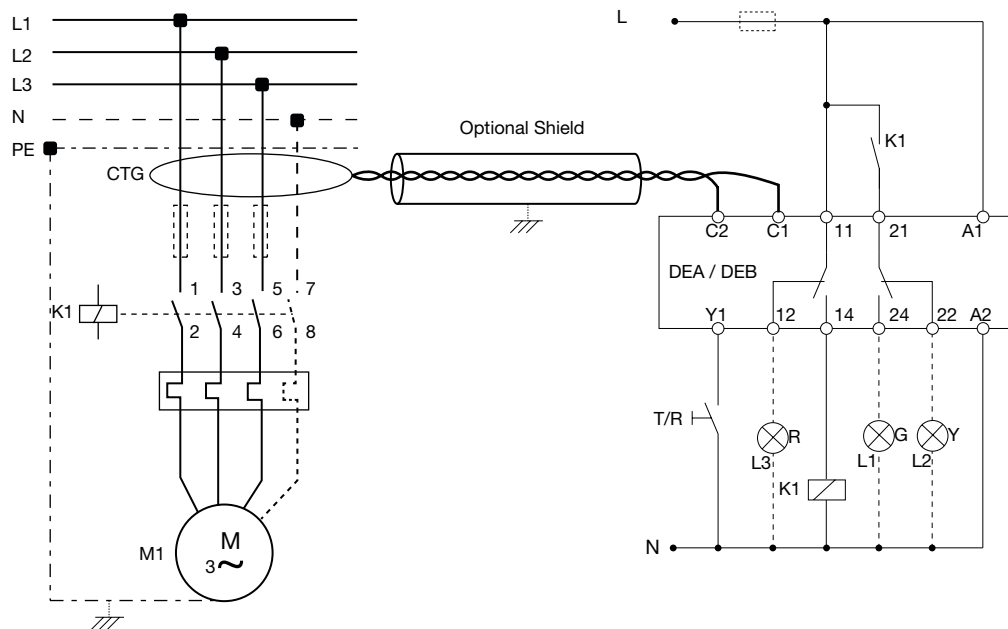 L1
L2
L3
N
PE
CTG
Optional Shield
1 3 5 7
K1
2 4 6 8
M1
M
3~
L
K1
C2 C1 11 21 A1
DEA / DEB
Y1 12 14 24 22 A2
T/R
R G Y
L3 L1 L2
K1
N